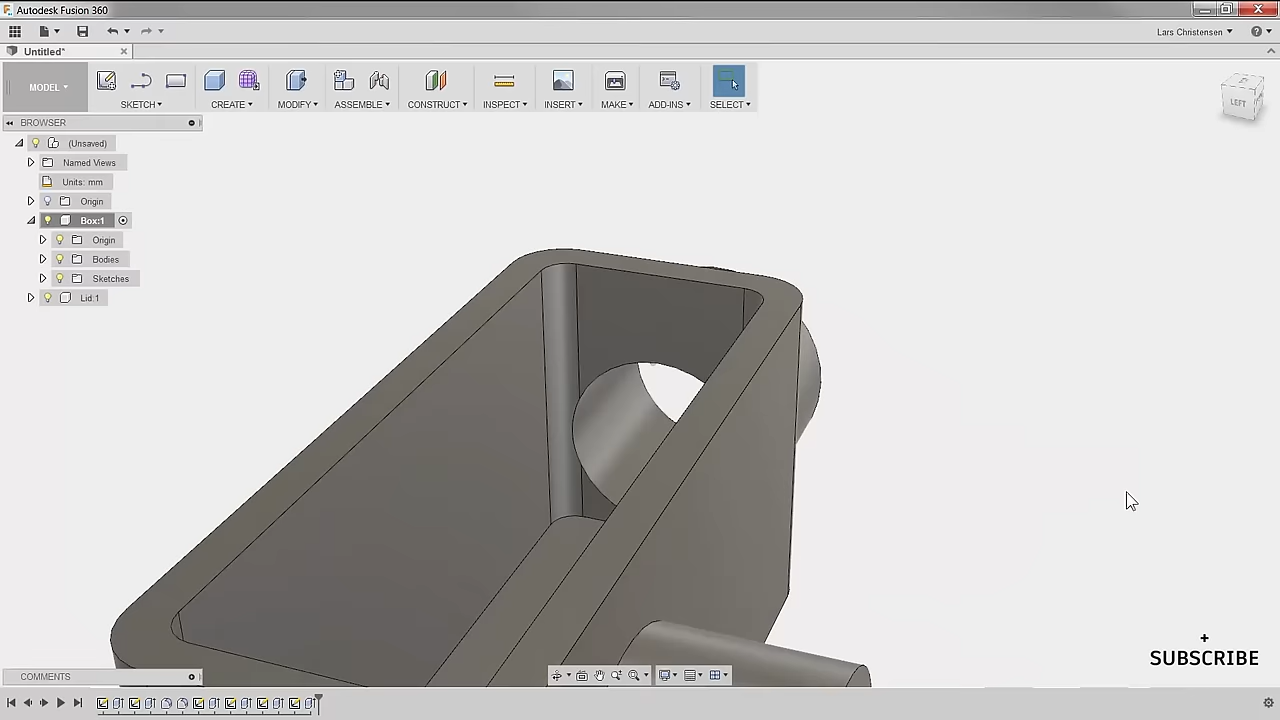 Autodesk Fusion 360
Lars Christensen
Untitled*
MODEL
SKETCH
CREATE
MODIFY
ASSEMBLE
CONSTRUCT
INSPECT
INSERT
MAKE
ADD-INS
SELECT
LEFT
BROWSER
(Unsaved)
Named Views
Units: mm
Origin
Box:1
Origin
Bodies
Sketches
Lid:1
+
SUBSCRIBE
COMMENTS